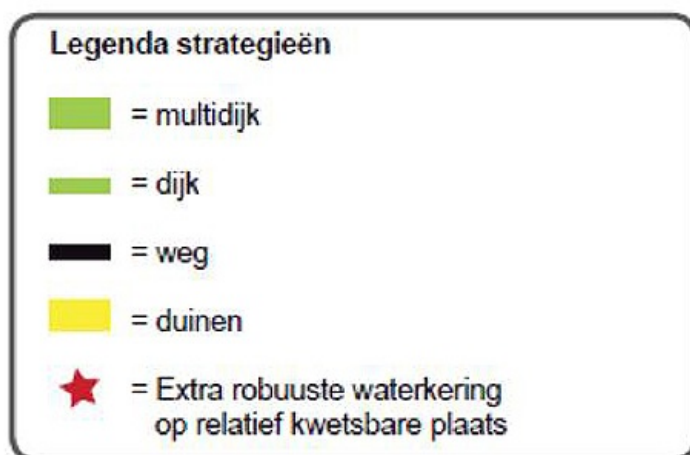 Legenda strategieën
= multidijk
= dijk
= weg
= duinen
= Extra robuuste waterkering
op relatief kwetsbare plaats